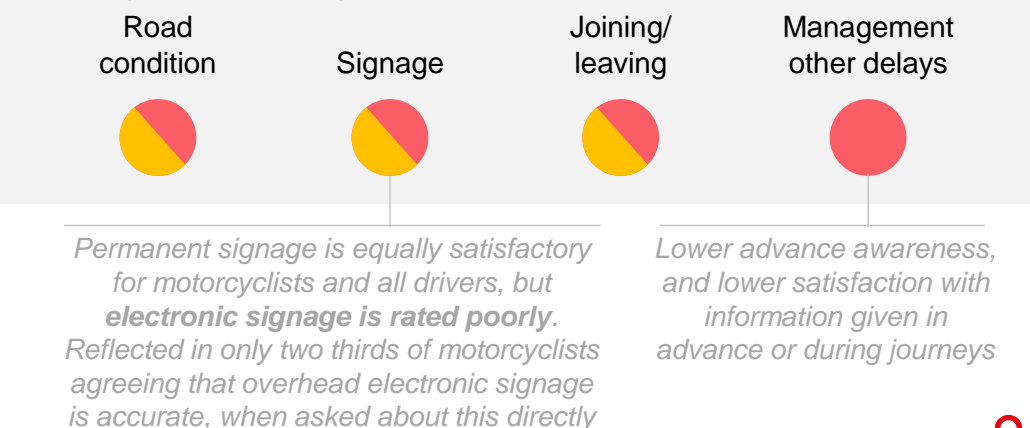 Road
condition
Signage
Joining/
leaving
Management
other delays
Permanent signage is equally satisfactory
for motorcyclists and all drivers, but
electronic signage is rated poorly.
Reflected in only two thirds of motorcyclists
agreeing that overhead electronic signage
is accurate, when asked about this directly
Lower advance awareness,
and lower satisfaction with
information given in
advance or during journeys